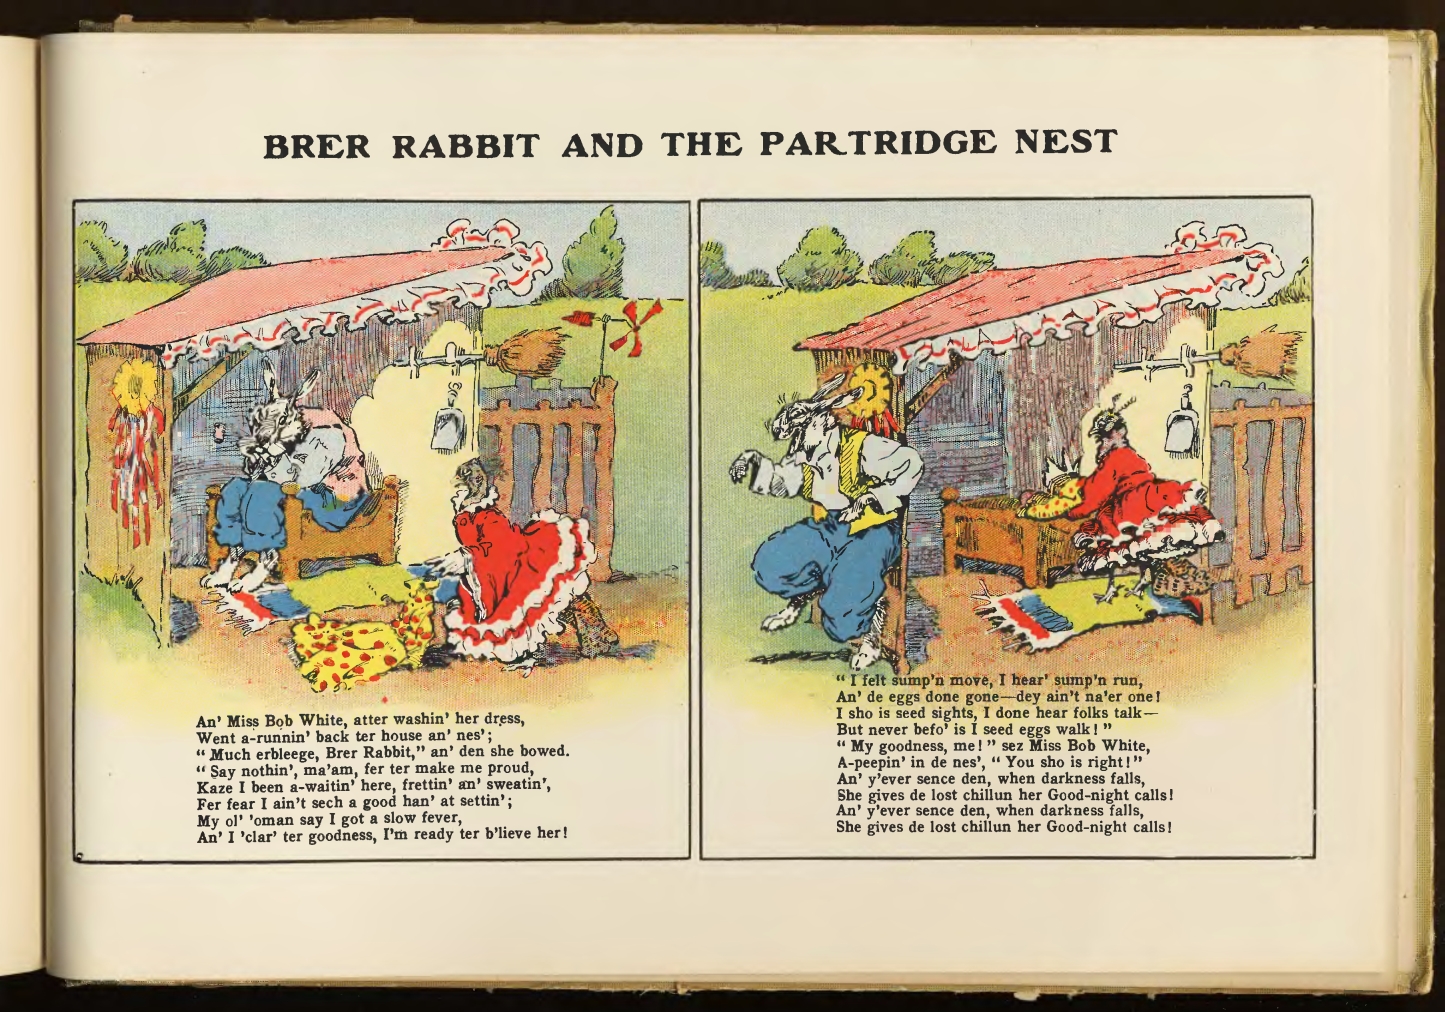 BRER RABBIT AND THE PARTRIDGE NEST
An' Miss Bob White, atter washin' her dress,
Went a-runnin' back ter house an' nes';
“ Much erbleege, Brer Rabbit,” an' den she bowed.
“ Say nothin', ma'am, fer ter make me proud,
Kaze I been a-waitin' here, frettin' an' sweatin',
Fer fear I ain't sech a good han' at settin';
My ol' 'oman say I got a slow fever,
An' I 'clar' ter goodness, I'm ready ter b'lieve her!
“ I felt sump'n move, I hear' sump'n run,
An' de eggs done gone—dey ain't na'er one!
I sho is seed sights, I done hear folks talk—
But never befo' is I seed eggs walk! ”
“ My goodness, me! ” sez Miss Bob White,
A-peepin' in de nes', “ You sho is right! ”
An' y'ever sence den, when darkness falls,
She gives de lost chillun her Good-night calls!
An' y'ever sence den, when darkness falls,
She gives de lost chillun her Good-night calls!